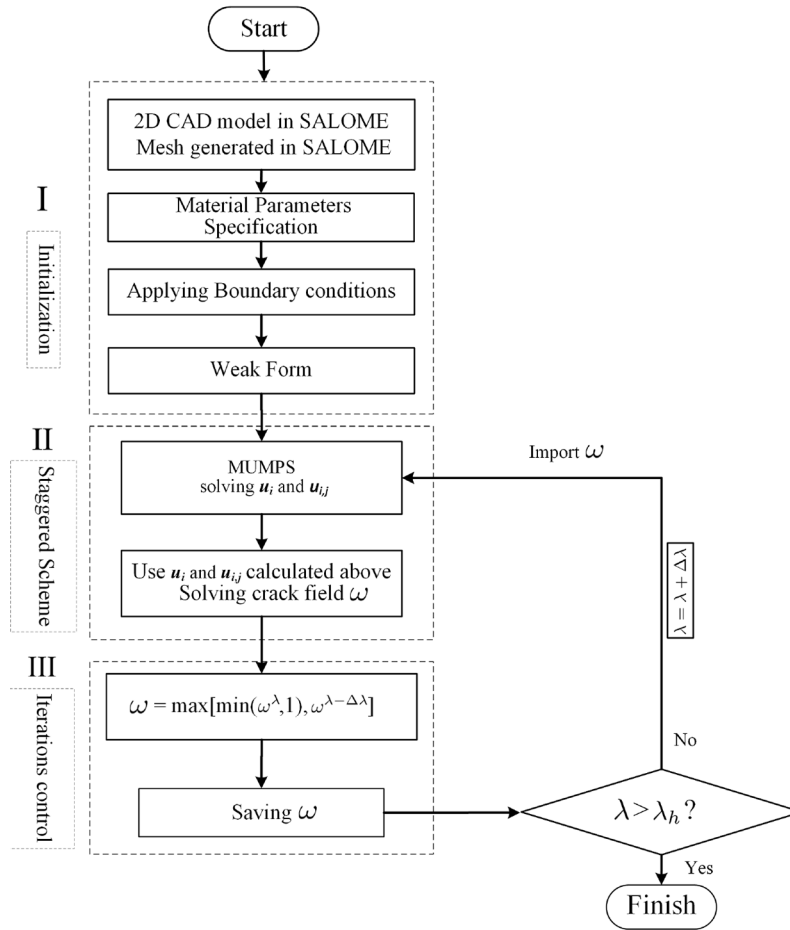 Start
I
Initialization
2D CAD model in SALOME
Mesh generated in SALOME
Material Parameters
Specification
Applying Boundary conditions
Weak Form
II
Staggered Scheme
MUMPS
solving u_i and u_{i,j}
Use u_i and u_{i,j} calculated above
Solving crack field ω
Import ω
λ = λ + Δλ
III
Iterations control
ω = max[min(ω^λ,1), ω^{λ−Δλ}]
Saving ω
λ > λ_h ?
No
Yes
Finish